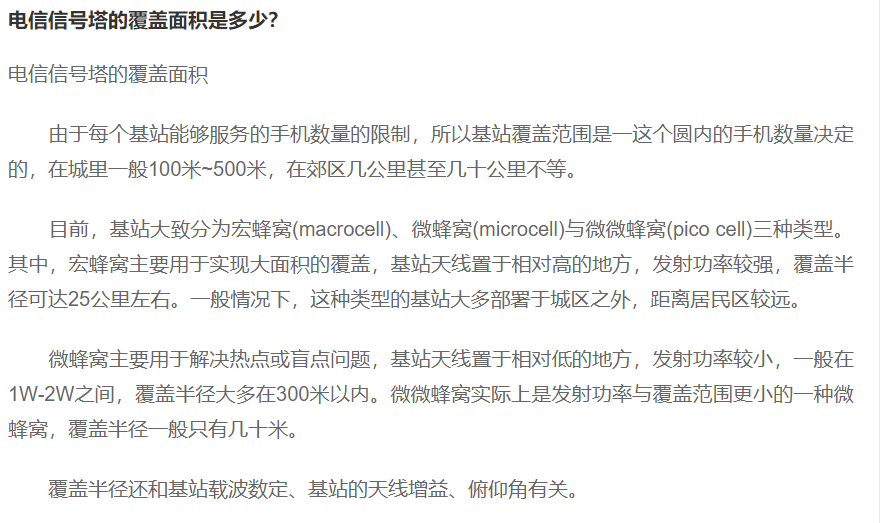 电信信号塔的覆盖面积是多少？
电信信号塔的覆盖面积
由于每个基站能够服务的手机数量的限制，所以基站覆盖范围是一这个圆内的手机数量决定
的，在城里一般100米~500米，在郊区几公里甚至几十公里不等。
目前，基站大致分为宏蜂窝(macrocell)、微蜂窝(microcell)与微微蜂窝(pico cell)三种类型。
其中，宏蜂窝主要用于实现大面积的覆盖，基站天线置于相对高的地方，发射功率较强，覆盖半
径可达25公里左右。一般情况下，这种类型的基站大多部署于城区之外，距离居民区较远。
微蜂窝主要用于解决热点或盲点问题，基站天线置于相对低的地方，发射功率较小，一般在
1W-2W之间，覆盖半径大多在300米以内。微微蜂窝实际上是发射功率与覆盖范围更小的一种微
蜂窝，覆盖半径一般只有几十米。
覆盖半径还和基站载波数定、基站的天线增益、俯仰角有关。